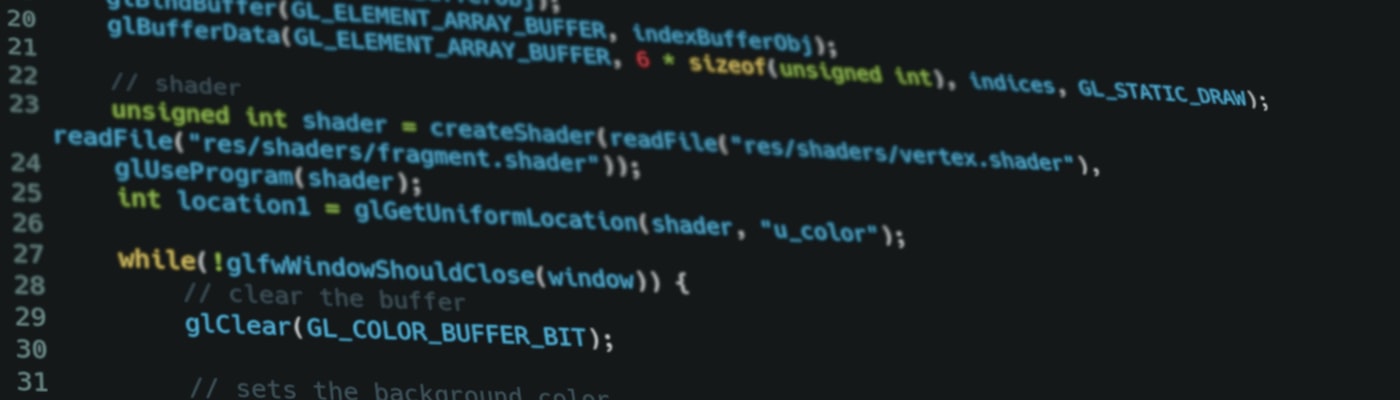 glBindBuffer(GL_ELEMENT_ARRAY_BUFFER, indexBufferObj);
20 glBufferData(GL_ELEMENT_ARRAY_BUFFER, 6 * sizeof(unsigned int), indices, GL_STATIC_DRAW);
21
22 // shader
23 unsigned int shader = createShader(readFile("res/shaders/vertex.shader"),
readFile("res/shaders/fragment.shader"));
24 glUseProgram(shader);
25 int location1 = glGetUniformLocation(shader, "u_color");
26
27 while(!glfwWindowShouldClose(window)) {
28 // clear the buffer
29 glClear(GL_COLOR_BUFFER_BIT);
30
31 // sets the background color